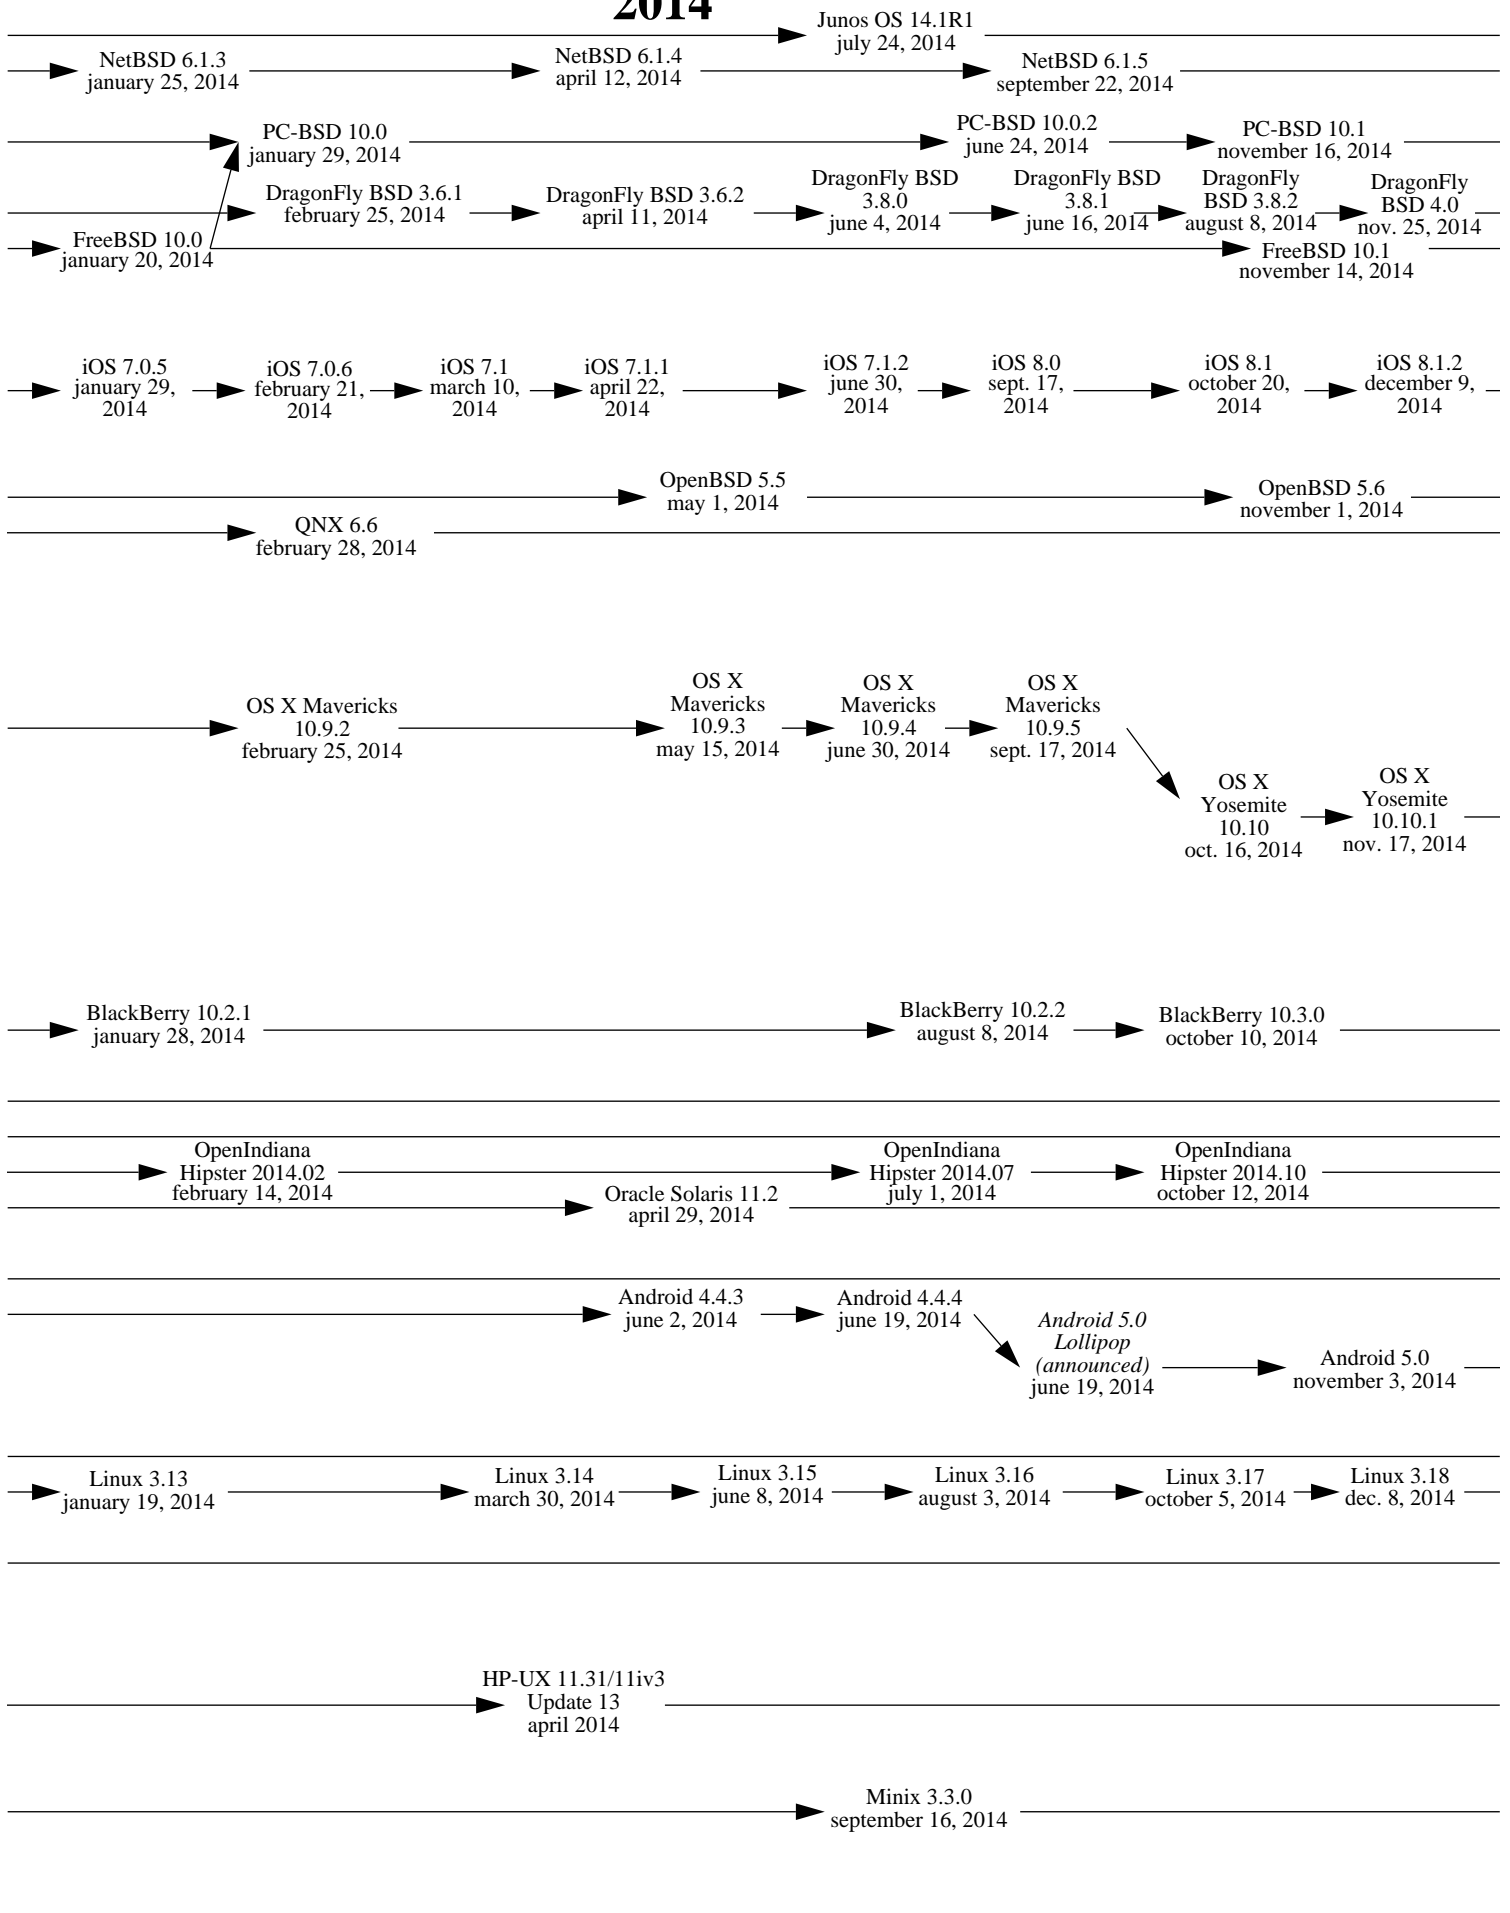 2014
Junos OS 14.1R1
july 24, 2014
NetBSD 6.1.3
january 25, 2014
NetBSD 6.1.4
april 12, 2014
NetBSD 6.1.5
september 22, 2014
PC-BSD 10.0
january 29, 2014
PC-BSD 10.0.2
june 24, 2014
PC-BSD 10.1
november 16, 2014
DragonFly BSD 3.6.1
february 25, 2014
DragonFly BSD 3.6.2
april 11, 2014
DragonFly BSD
3.8.0
june 4, 2014
DragonFly BSD
3.8.1
june 16, 2014
DragonFly
BSD 3.8.2
august 8, 2014
DragonFly
BSD 4.0
nov. 25, 2014
FreeBSD 10.0
january 20, 2014
FreeBSD 10.1
november 14, 2014
iOS 7.0.5
january 29,
2014
iOS 7.0.6
february 21,
2014
iOS 7.1
march 10,
2014
iOS 7.1.1
april 22,
2014
iOS 7.1.2
june 30,
2014
iOS 8.0
sept. 17,
2014
iOS 8.1
october 20,
2014
iOS 8.1.2
december 9,
2014
OpenBSD 5.5
may 1, 2014
OpenBSD 5.6
november 1, 2014
QNX 6.6
february 28, 2014
OS X Mavericks
10.9.2
february 25, 2014
OS X
Mavericks
10.9.3
may 15, 2014
OS X
Mavericks
10.9.4
june 30, 2014
OS X
Mavericks
10.9.5
sept. 17, 2014
OS X
Yosemite
10.10
oct. 16, 2014
OS X
Yosemite
10.10.1
nov. 17, 2014
BlackBerry 10.2.1
january 28, 2014
BlackBerry 10.2.2
august 8, 2014
BlackBerry 10.3.0
october 10, 2014
OpenIndiana
Hipster 2014.02
february 14, 2014
OpenIndiana
Hipster 2014.07
july 1, 2014
OpenIndiana
Hipster 2014.10
october 12, 2014
Oracle Solaris 11.2
april 29, 2014
Android 4.4.3
june 2, 2014
Android 4.4.4
june 19, 2014
Android 5.0
Lollipop
(announced)
june 19, 2014
Android 5.0
november 3, 2014
Linux 3.13
january 19, 2014
Linux 3.14
march 30, 2014
Linux 3.15
june 8, 2014
Linux 3.16
august 3, 2014
Linux 3.17
october 5, 2014
Linux 3.18
dec. 8, 2014
HP-UX 11.31/11iv3
Update 13
april 2014
Minix 3.3.0
september 16, 2014